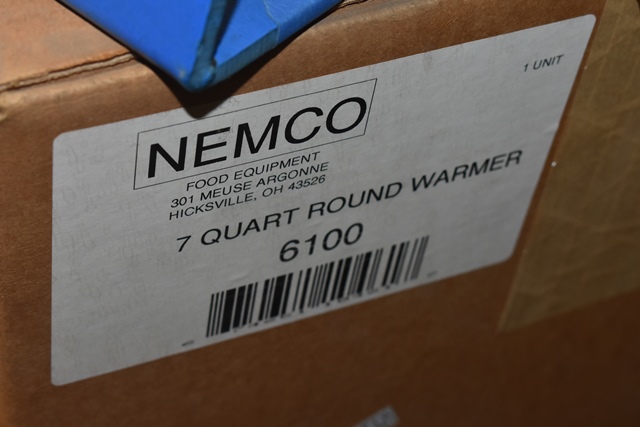 1 UNIT
NEMCO
FOOD EQUIPMENT
301 MEUSE ARGONNE
HICKSVILLE, OH 43526
7 QUART ROUND WARMER
6100